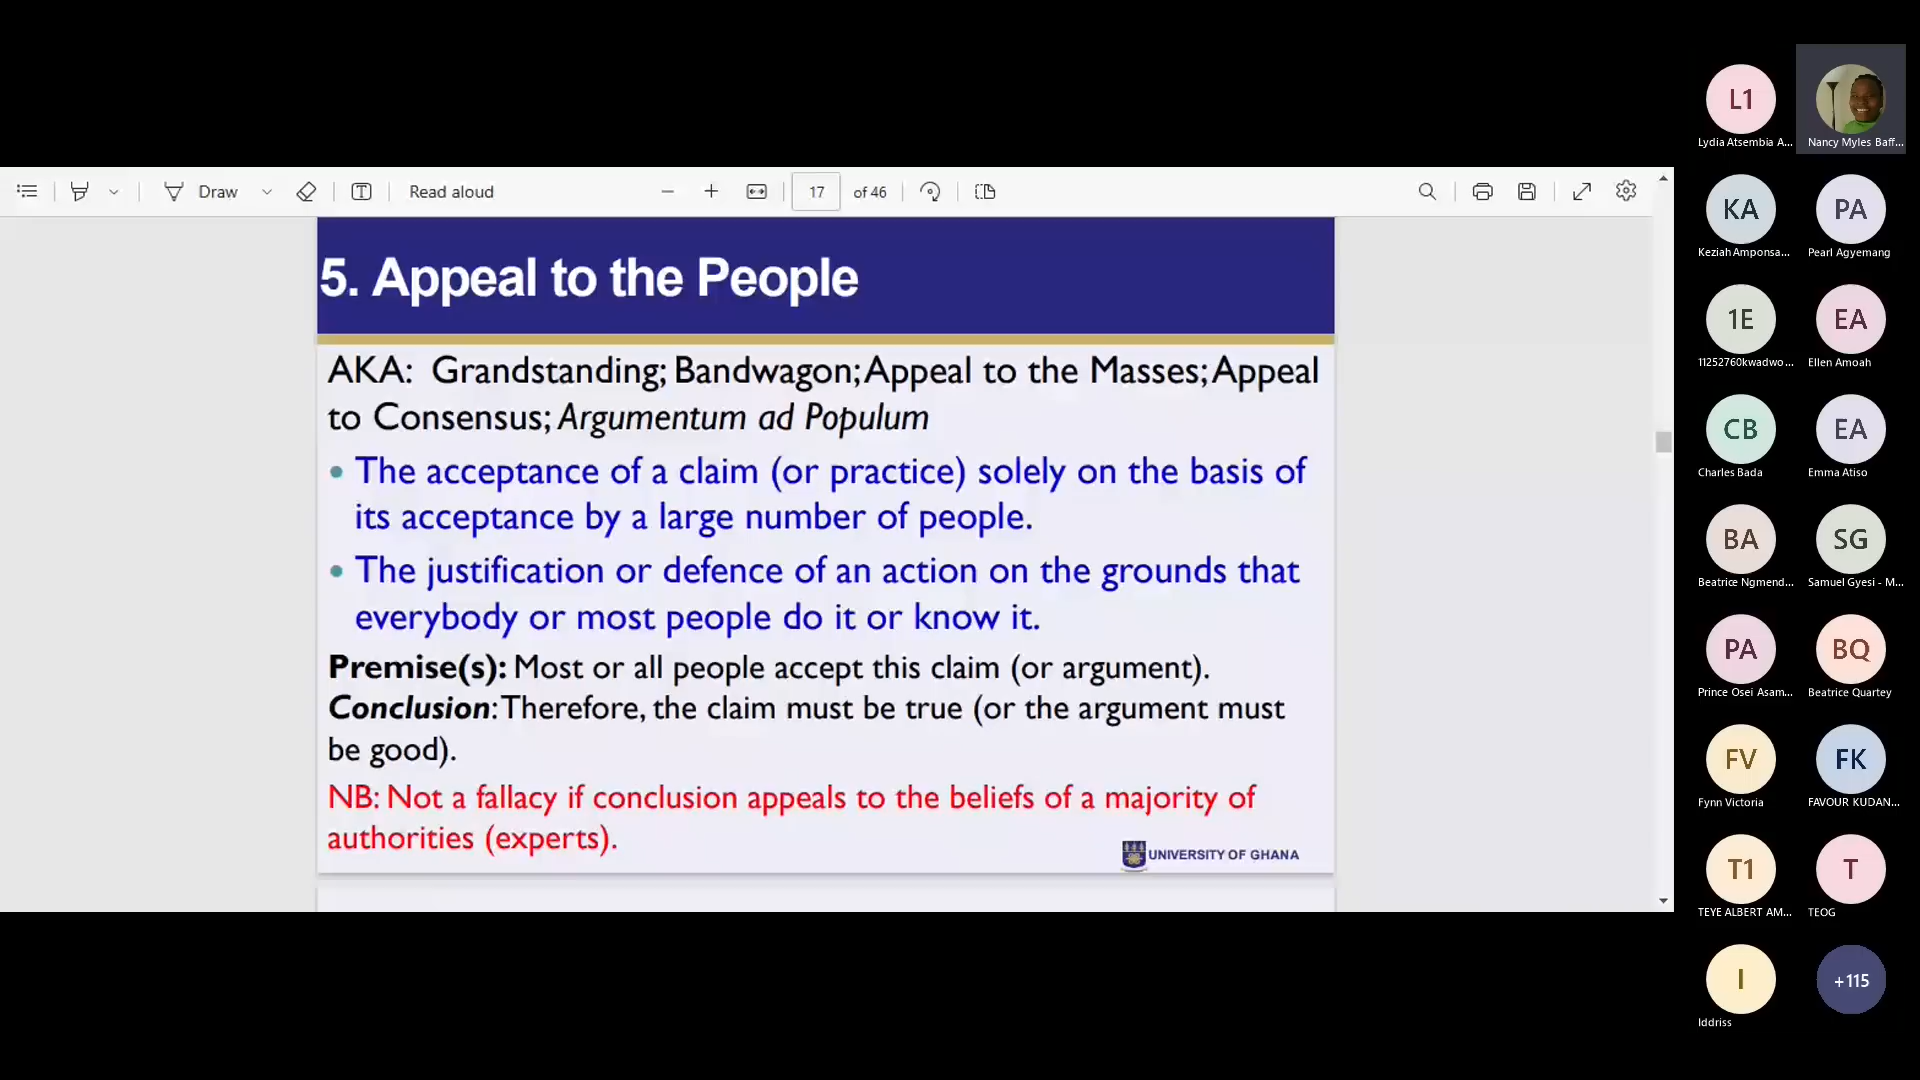 Draw
Read aloud
17 of 46
5. Appeal to the People
AKA: Grandstanding; Bandwagon; Appeal to the Masses; Appeal
to Consensus; Argumentum ad Populum
• The acceptance of a claim (or practice) solely on the basis of
its acceptance by a large number of people.
• The justification or defence of an action on the grounds that
everybody or most people do it or know it.
Premise(s): Most or all people accept this claim (or argument).
Conclusion: Therefore, the claim must be true (or the argument must
be good).
NB: Not a fallacy if conclusion appeals to the beliefs of a majority of
authorities (experts).
UNIVERSITY OF GHANA
L1
Lydia Atsembia A...
Nancy Myles Baff...
KA
Keziah Amponsa...
PA
Pearl Agyemang
1E
11252760kwadwo...
EA
Ellen Amoah
CB
Charles Bada
EA
Emma Atiso
BA
Beatrice Ngmend...
SG
Samuel Gyesi - M...
PA
Prince Osei Asam...
BQ
Beatrice Quartey
FV
Fynn Victoria
FK
FAVOUR KUDAN...
T1
TEYE ALBERT AM...
T
TEOG
I
Iddriss
+115